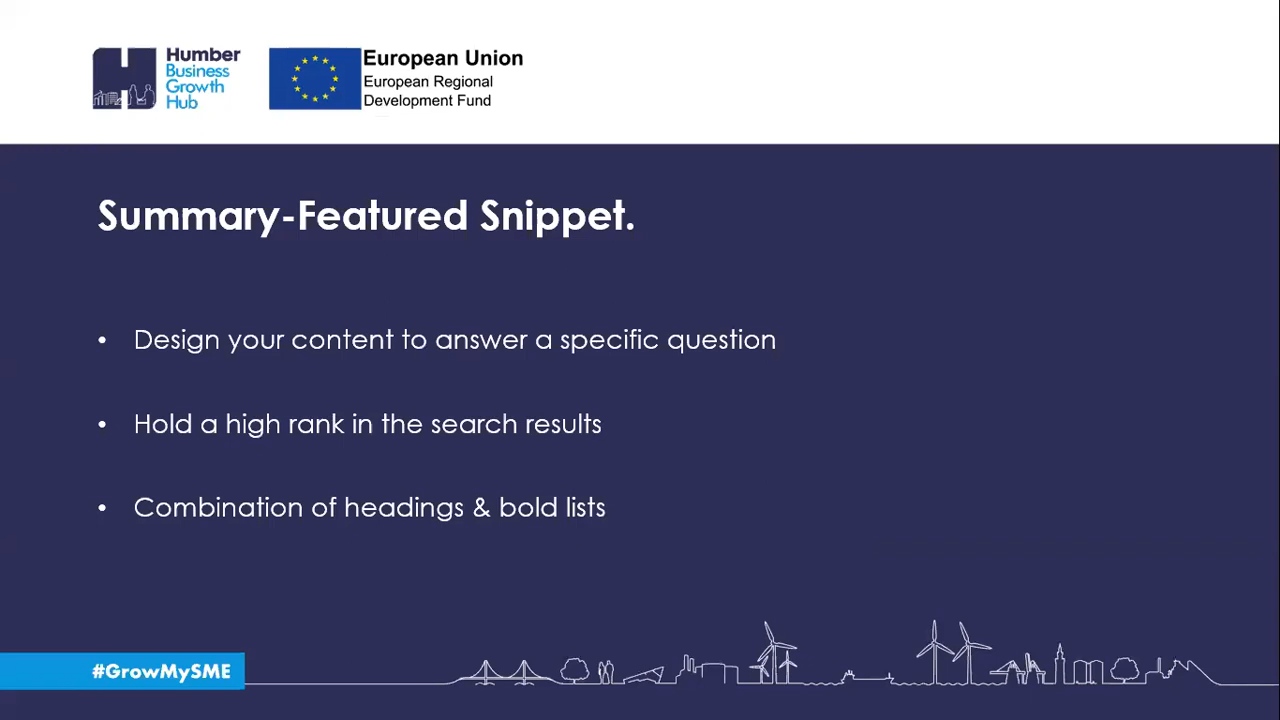 Humber
Business
Growth
Hub
European Union
European Regional
Development Fund
Summary-Featured Snippet.
• Design your content to answer a specific question
• Hold a high rank in the search results
• Combination of headings & bold lists
#GrowMySME